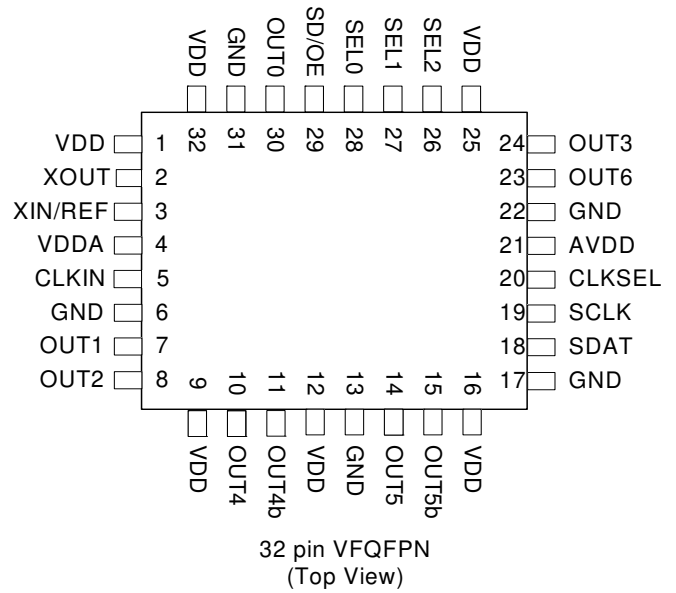 VDD
GND
OUT0
SD/OE
SEL0
SEL1
SEL2
VDD
32
31
30
29
28
27
26
25
VDD 1
XOUT 2
XIN/REF 3
VDDA 4
CLKIN 5
GND 6
OUT1 7
OUT2 8
24 OUT3
23 OUT6
22 GND
21 AVDD
20 CLKSEL
19 SCLK
18 SDAT
17 GND
9
10
11
12
13
14
15
16
VDD
OUT4
OUT4b
VDD
GND
OUT5
OUT5b
VDD
32 pin VFQFPN
(Top View)